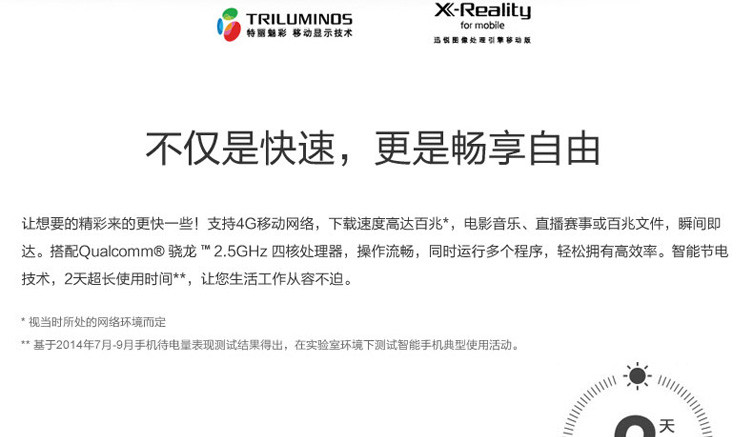 TRILUMINOS
特丽魅彩 移动显示技术
X-Reality
for mobile
迅锐图像处理引擎移动版
不仅是快速，更是畅享自由
让想要的精彩来的更快一些！支持4G移动网络，下载速度高达百兆*，电影音乐、直播赛事或百兆文件，瞬间即
达。搭配Qualcomm® 骁龙 ™ 2.5GHz 四核处理器，操作流畅，同时运行多个程序，轻松拥有高效率。智能节电
技术，2天超长使用时间**，让您生活工作从容不迫。
* 视当时所处的网络环境而定
** 基于2014年7月-9月手机待电量表现测试结果得出，在实验室环境下测试智能手机典型使用活动。
2天